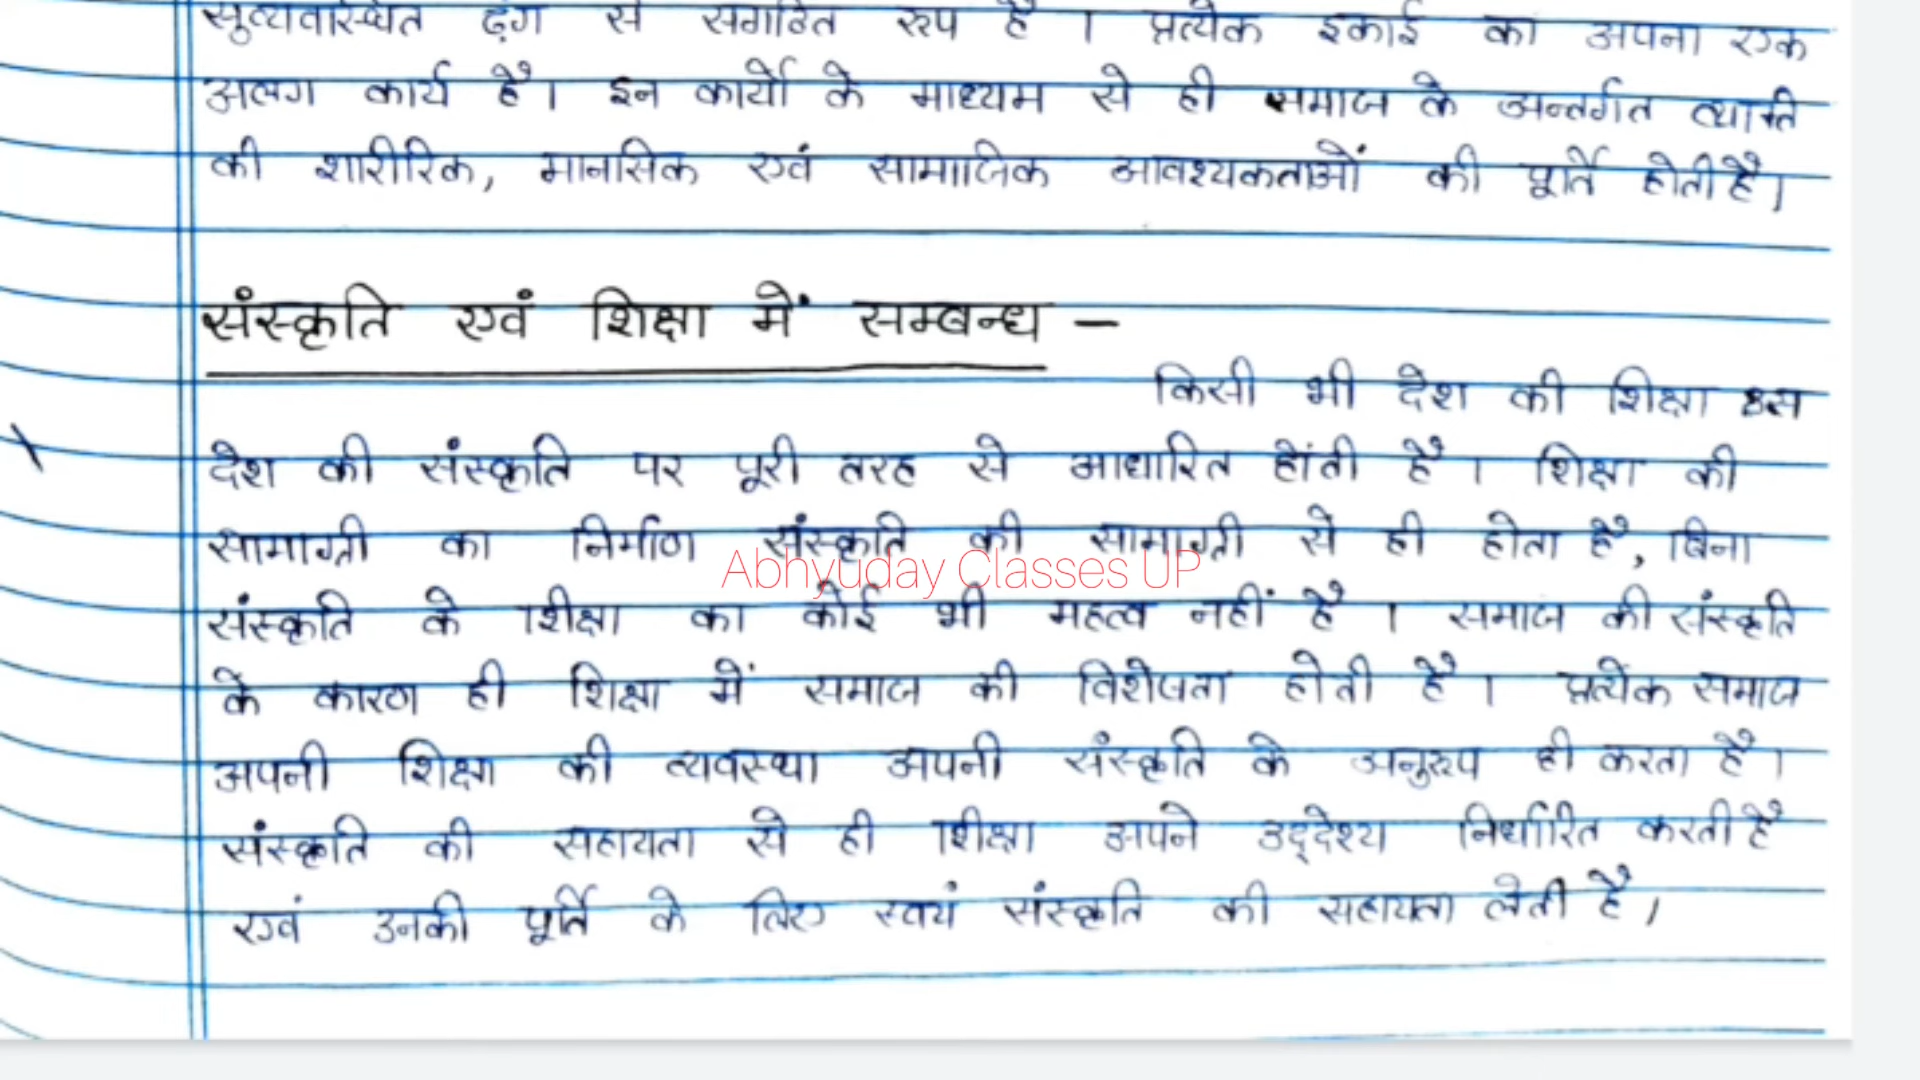 सुव्यवस्थित ढ़ंग से संगठित रूप है । प्रत्येक इकाई का अपना एक
अलग कार्य है। इन कार्यो के माध्यम से ही समाज के अन्तर्गत व्यक्ति
की शारीरिक, मानसिक एवं सामाजिक आवश्यकताओं की पूर्ति होती है।
संस्कृति एवं शिक्षा में सम्बन्ध –
किसी भी देश की शिक्षा उस
देश की संस्कृति पर पूरी तरह से आधारित होती है । शिक्षा की
सामाग्री का निर्माण संस्कृति की सामाग्री से ही होता है, बिना
Abhyuday Classes UP
संस्कृति के शिक्षा का कोई भी महत्व नहीं है । समाज की संस्कृति
के कारण ही शिक्षा में समाज की विशेषता होती है । प्रत्येक समाज
अपनी शिक्षा की व्यवस्था अपनी संस्कृति के अनुरूप ही करता है ।
संस्कृति की सहायता से ही शिक्षा अपने उद्देश्य निर्धारित करती है
एवं उनकी पूर्ति के लिए स्वयं संस्कृति की सहायता लेती है ।